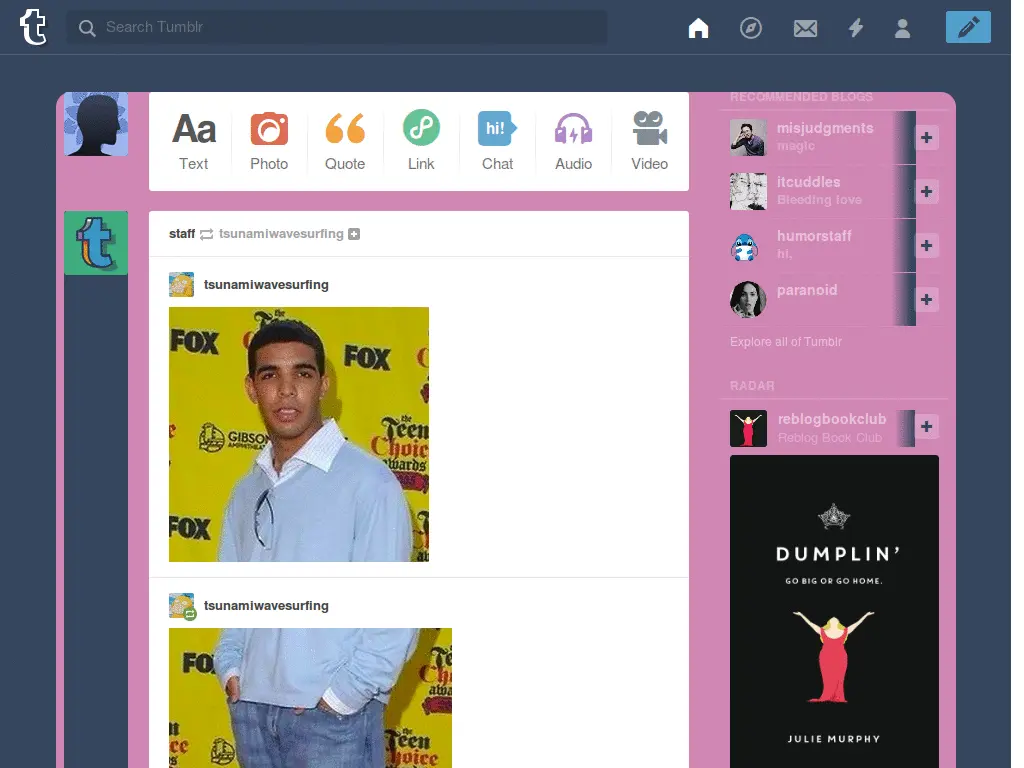 Search Tumblr
Aa
Text
Photo
Quote
Link
hi!
Chat
Audio
Video
staff tsunamiwavesurfing
tsunamiwavesurfing
FOX
FOX
the
Teen
Choice
awards
GIBSON
AMPHITHEATRE
FOX
tsunamiwavesurfing
the
Teen
Choice
RECOMMENDED BLOGS
misjudgments
magic
itcuddles
Bleeding love
humorstaff
hi,
paranoid
Explore all of Tumblr
RADAR
reblogbookclub
Reblog Book Club
DUMPLIN’
GO BIG OR GO HOME.
JULIE MURPHY